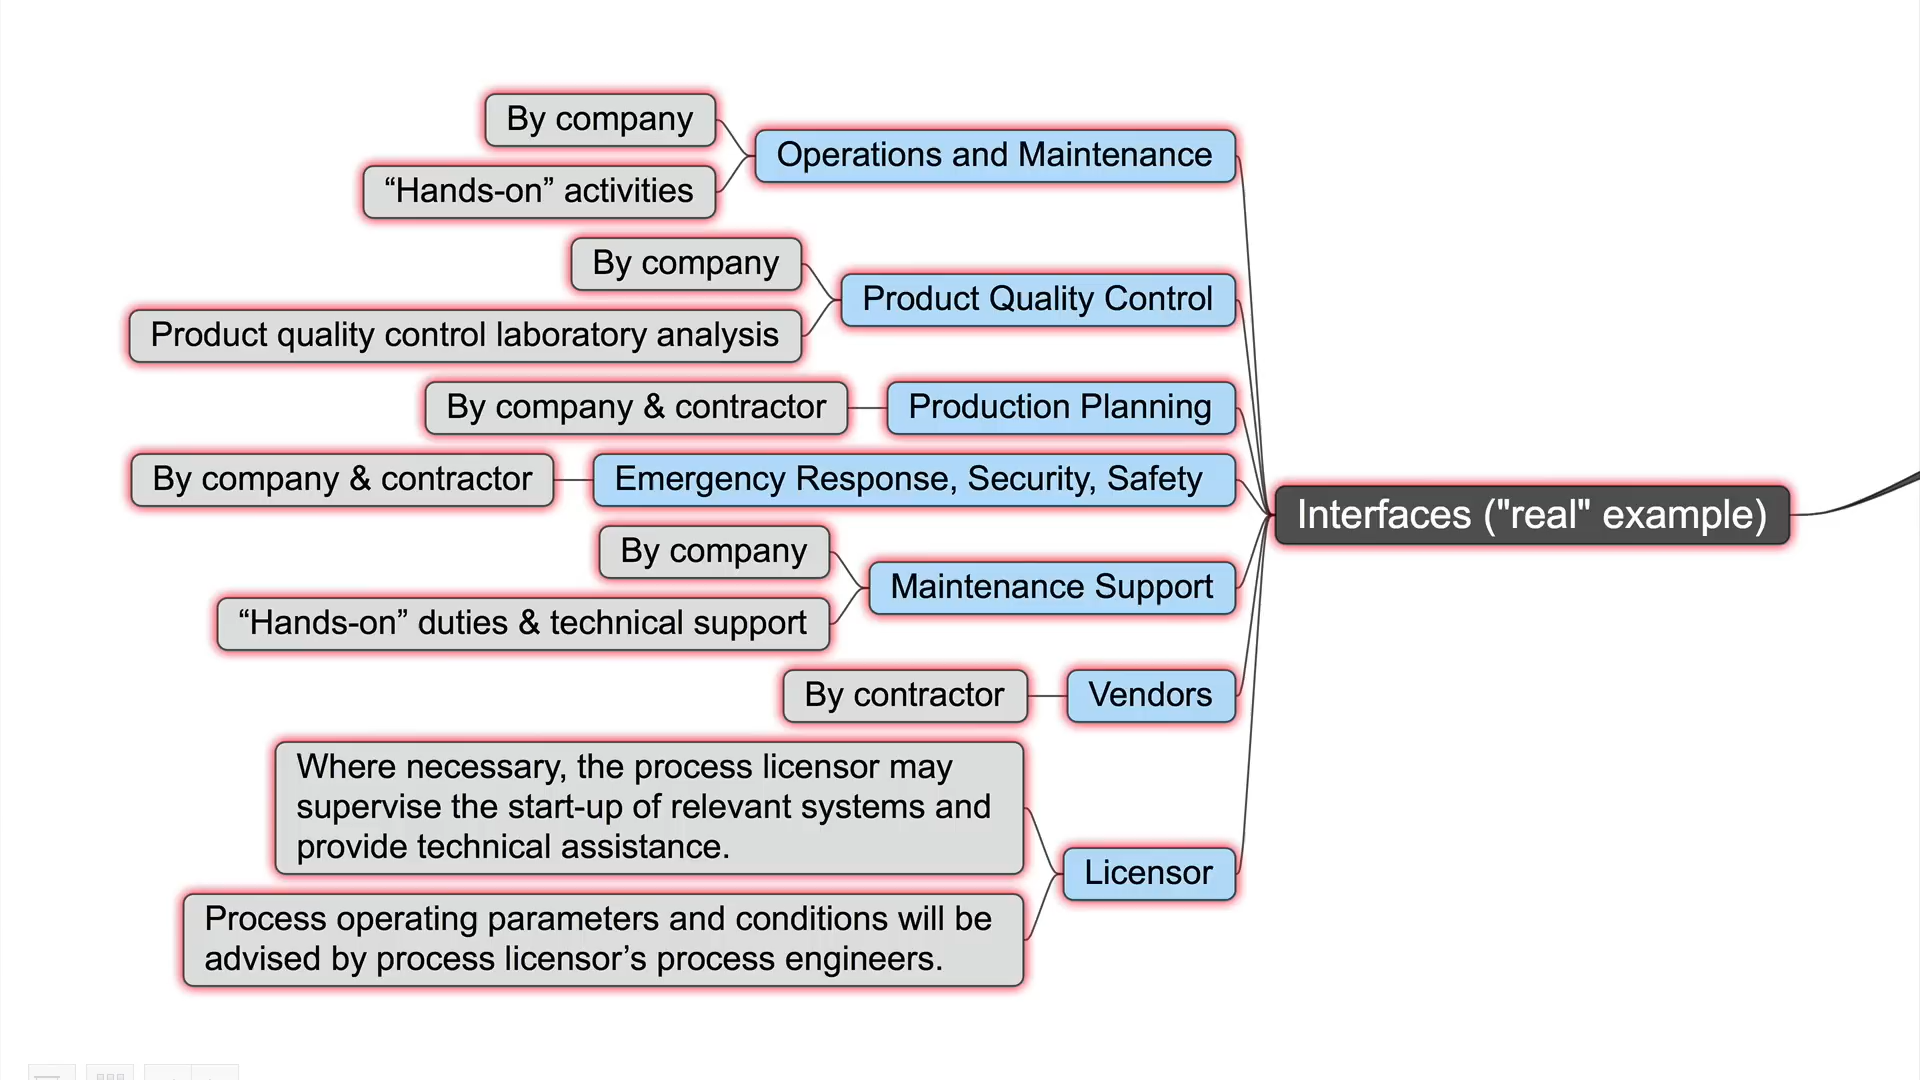 By company
Operations and Maintenance
“Hands-on” activities
By company
Product Quality Control
Product quality control laboratory analysis
By company & contractor
Production Planning
By company & contractor
Emergency Response, Security, Safety
Interfaces ("real" example)
By company
Maintenance Support
“Hands-on” duties & technical support
By contractor
Vendors
Where necessary, the process licensor may
supervise the start-up of relevant systems and
provide technical assistance.
Licensor
Process operating parameters and conditions will be
advised by process licensor’s process engineers.